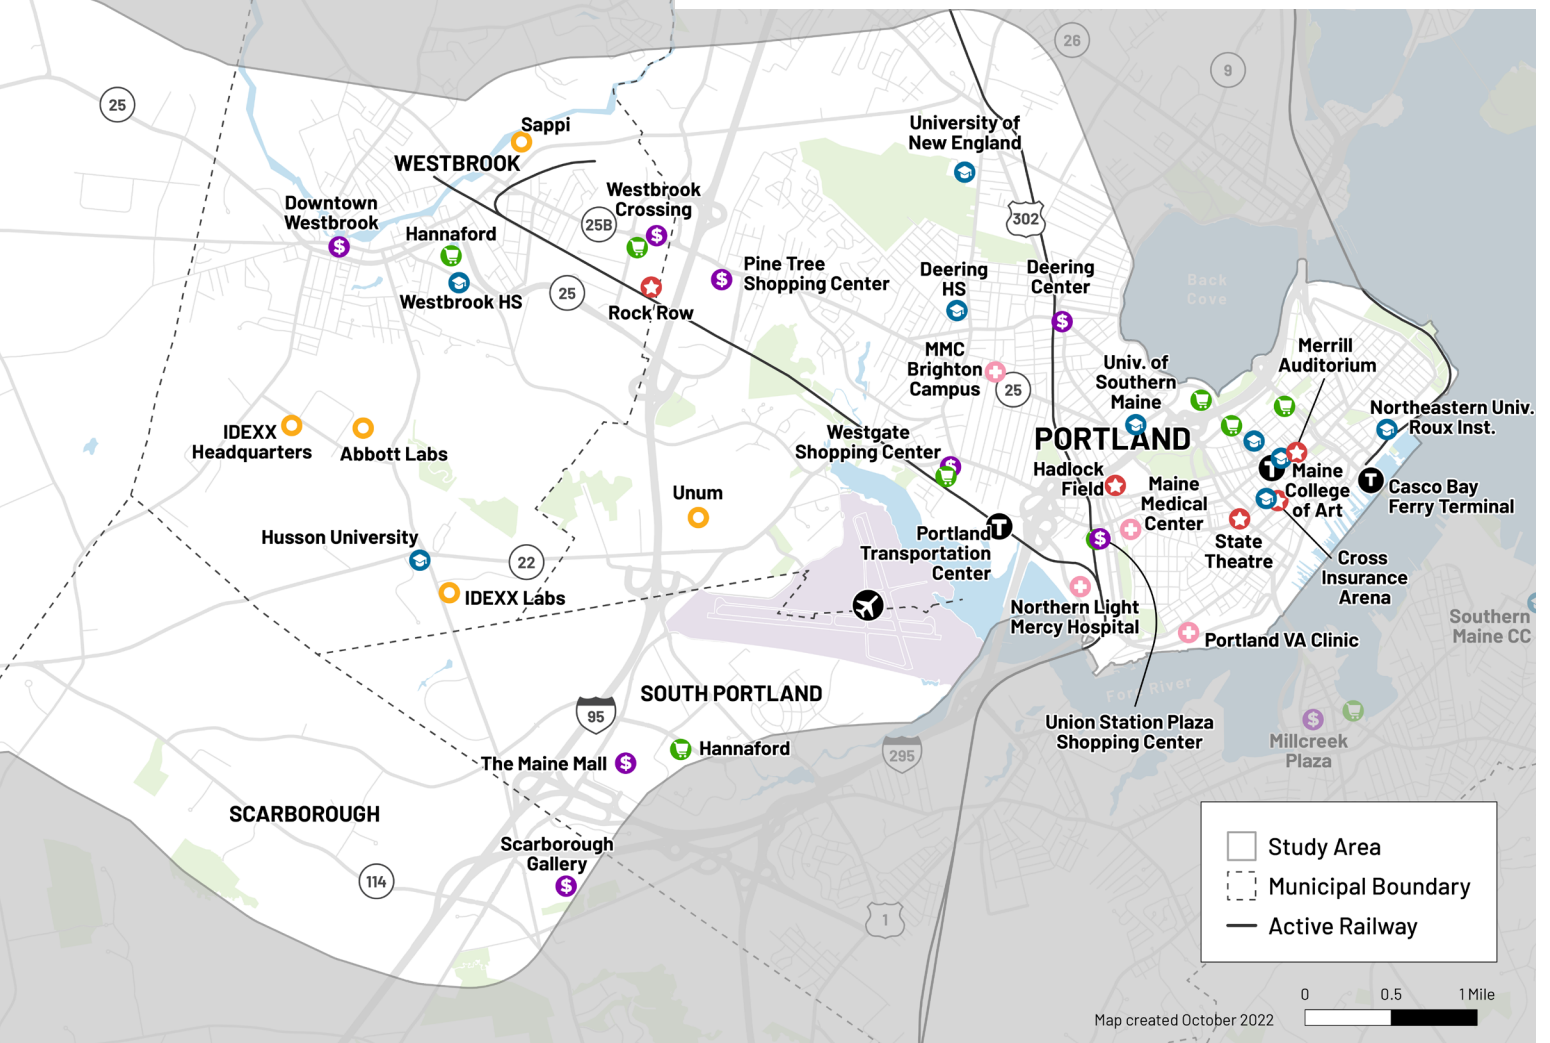 26
9
25
Sappi
University of
New England
WESTBROOK
Westbrook
Crossing
Downtown
Westbrook
25B
302
Hannaford
Pine Tree
Shopping Center
Deering
HS
Deering
Center
Back
Cove
Westbrook HS
25
Rock Row
Merrill
Auditorium
MMC
Brighton
Campus
25
Univ. of
Southern
Maine
Northeastern Univ.
Roux Inst.
IDEXX
Headquarters
Abbott Labs
Westgate
Shopping Center
PORTLAND
Hadlock
Field
Maine
Medical
Center
T
Maine
College
of Art
T
Casco Bay
Ferry Terminal
Unum
Husson University
22
Portland
Transportation
Center
T
State
Theatre
Cross
Insurance
Arena
IDEXX Labs
Northern Light
Mercy Hospital
Portland VA Clinic
Southern
Maine CC
Fore River
SOUTH PORTLAND
95
Union Station Plaza
Shopping Center
Millcreek
Plaza
The Maine Mall
Hannaford
295
SCARBOROUGH
Scarborough
Gallery
114
1
Study Area
Municipal Boundary
Active Railway
0 0.5 1 Mile
Map created October 2022